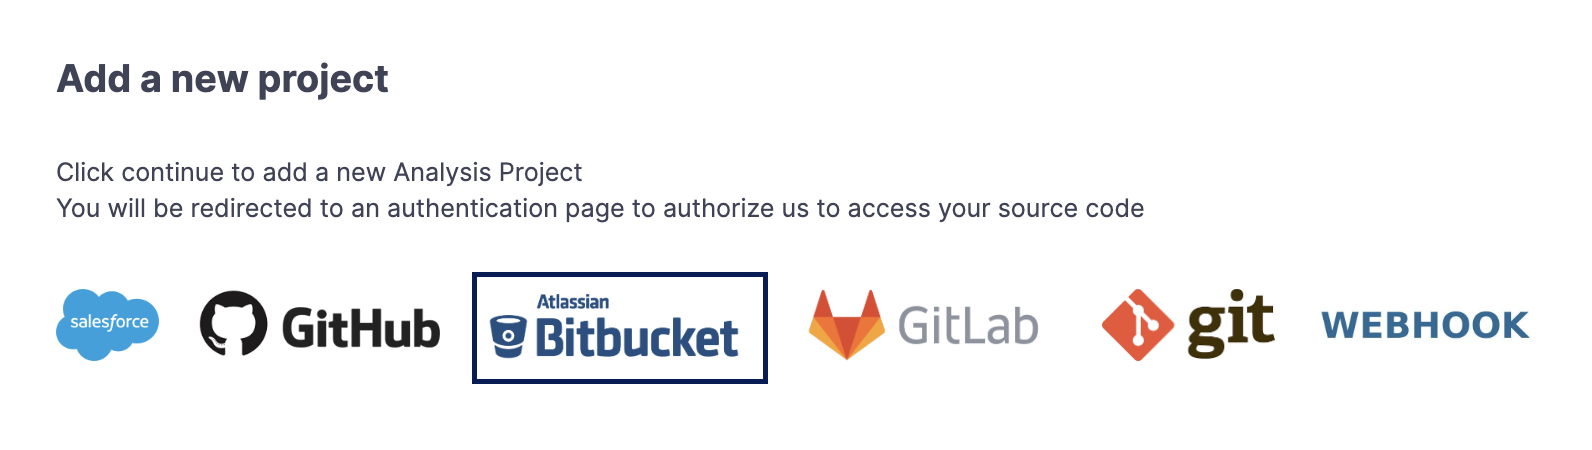 Add a new project
Click continue to add a new Analysis Project
You will be redirected to an authentication page to authorize us to access your source code
salesforce
GitHub
Atlassian
Bitbucket
GitLab
git
WEBHOOK